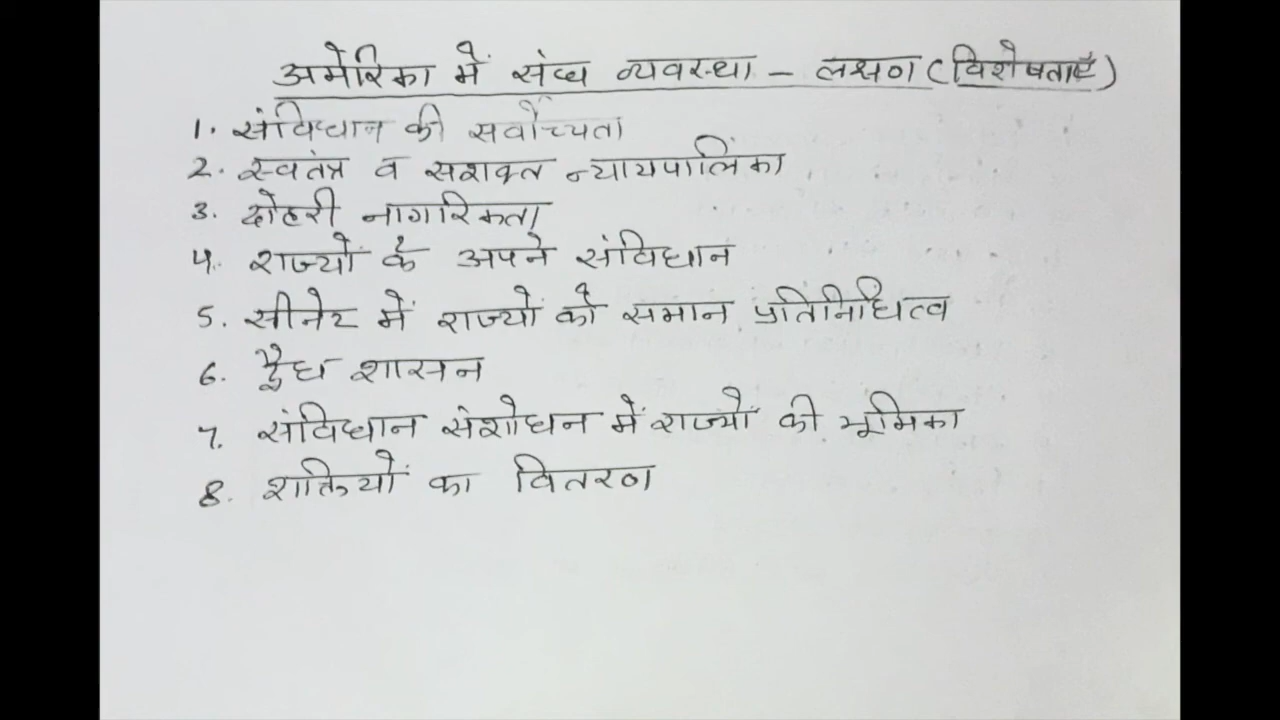 अमेरिका में संघ व्यवस्था - लक्षण (विशेषताएँ)
1. संविधान की सर्वोच्यता
2. स्वतंत्र व सशक्त न्यायपालिका
3. दोहरी नागरिकता
4. राज्यों के अपने संविधान
5. सीनेट में राज्यों को समान प्रतिनिधित्व
6. द्वैध शासन
7. संविधान संशोधन में राज्यों की भूमिका
8. शक्तियों का वितरण